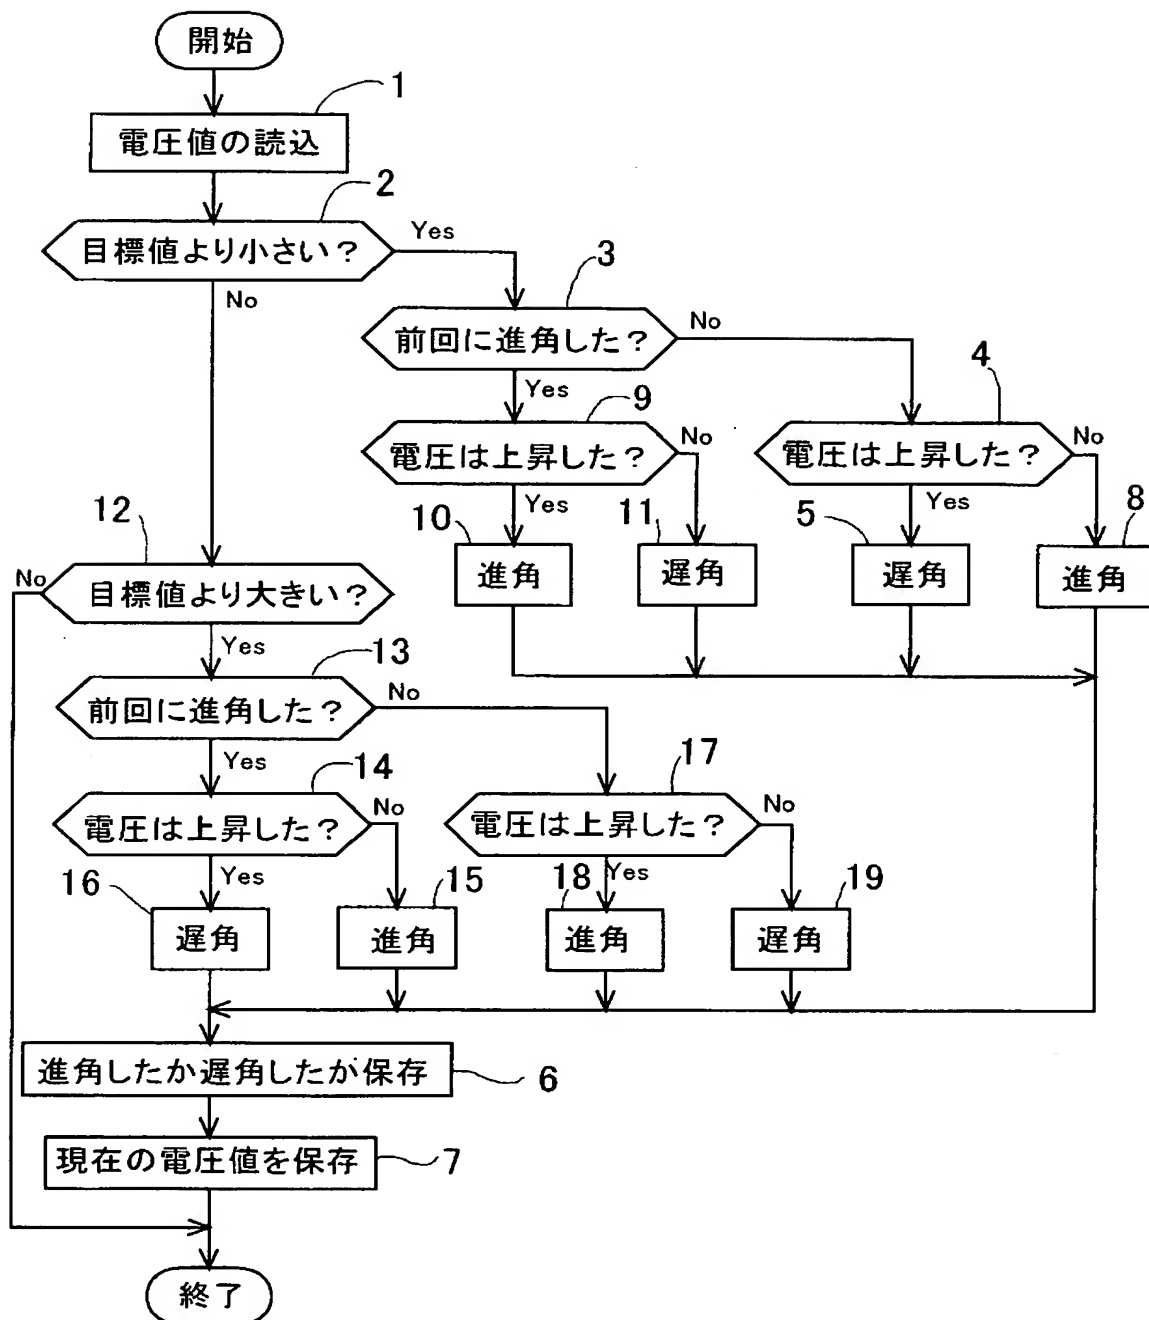 開始
1
電圧値の読込
2
目標値より小さい？
Yes
No
3
前回に進角した？
No
Yes
4
9
電圧は上昇した？
No
Yes
電圧は上昇した？
No
Yes
10
進角
11
遅角
5
遅角
8
進角
12
No
目標値より大きい？
Yes
13
前回に進角した？
No
Yes
14
電圧は上昇した？
No
Yes
17
電圧は上昇した？
No
Yes
16
遅角
15
進角
18
進角
19
遅角
進角したか遅角したか保存
6
現在の電圧値を保存
7
終了